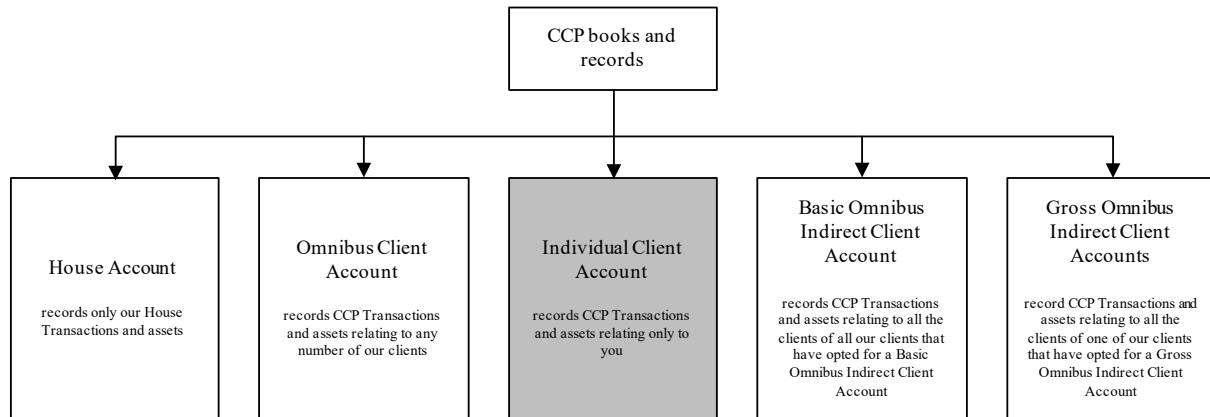 CCP books and
records
House Account
records only our House
Transactions and assets
Omnibus Client
Account
records CCP Transactions
and assets relating to any
number of our clients
Individual Client
Account
records CCP Transactions
and assets relating only to
you
Basic Omnibus
Indirect Client
Account
records CCP Transactions
and assets relating to all the
clients of all our clients that
have opted for a Basic
Omnibus Indirect Client
Account
Gross Omnibus
Indirect Client
Accounts
record CCP Transactions and
assets relating to all the
clients of one of our clients
that have opted for a Gross
Omnibus Indirect Client
Account